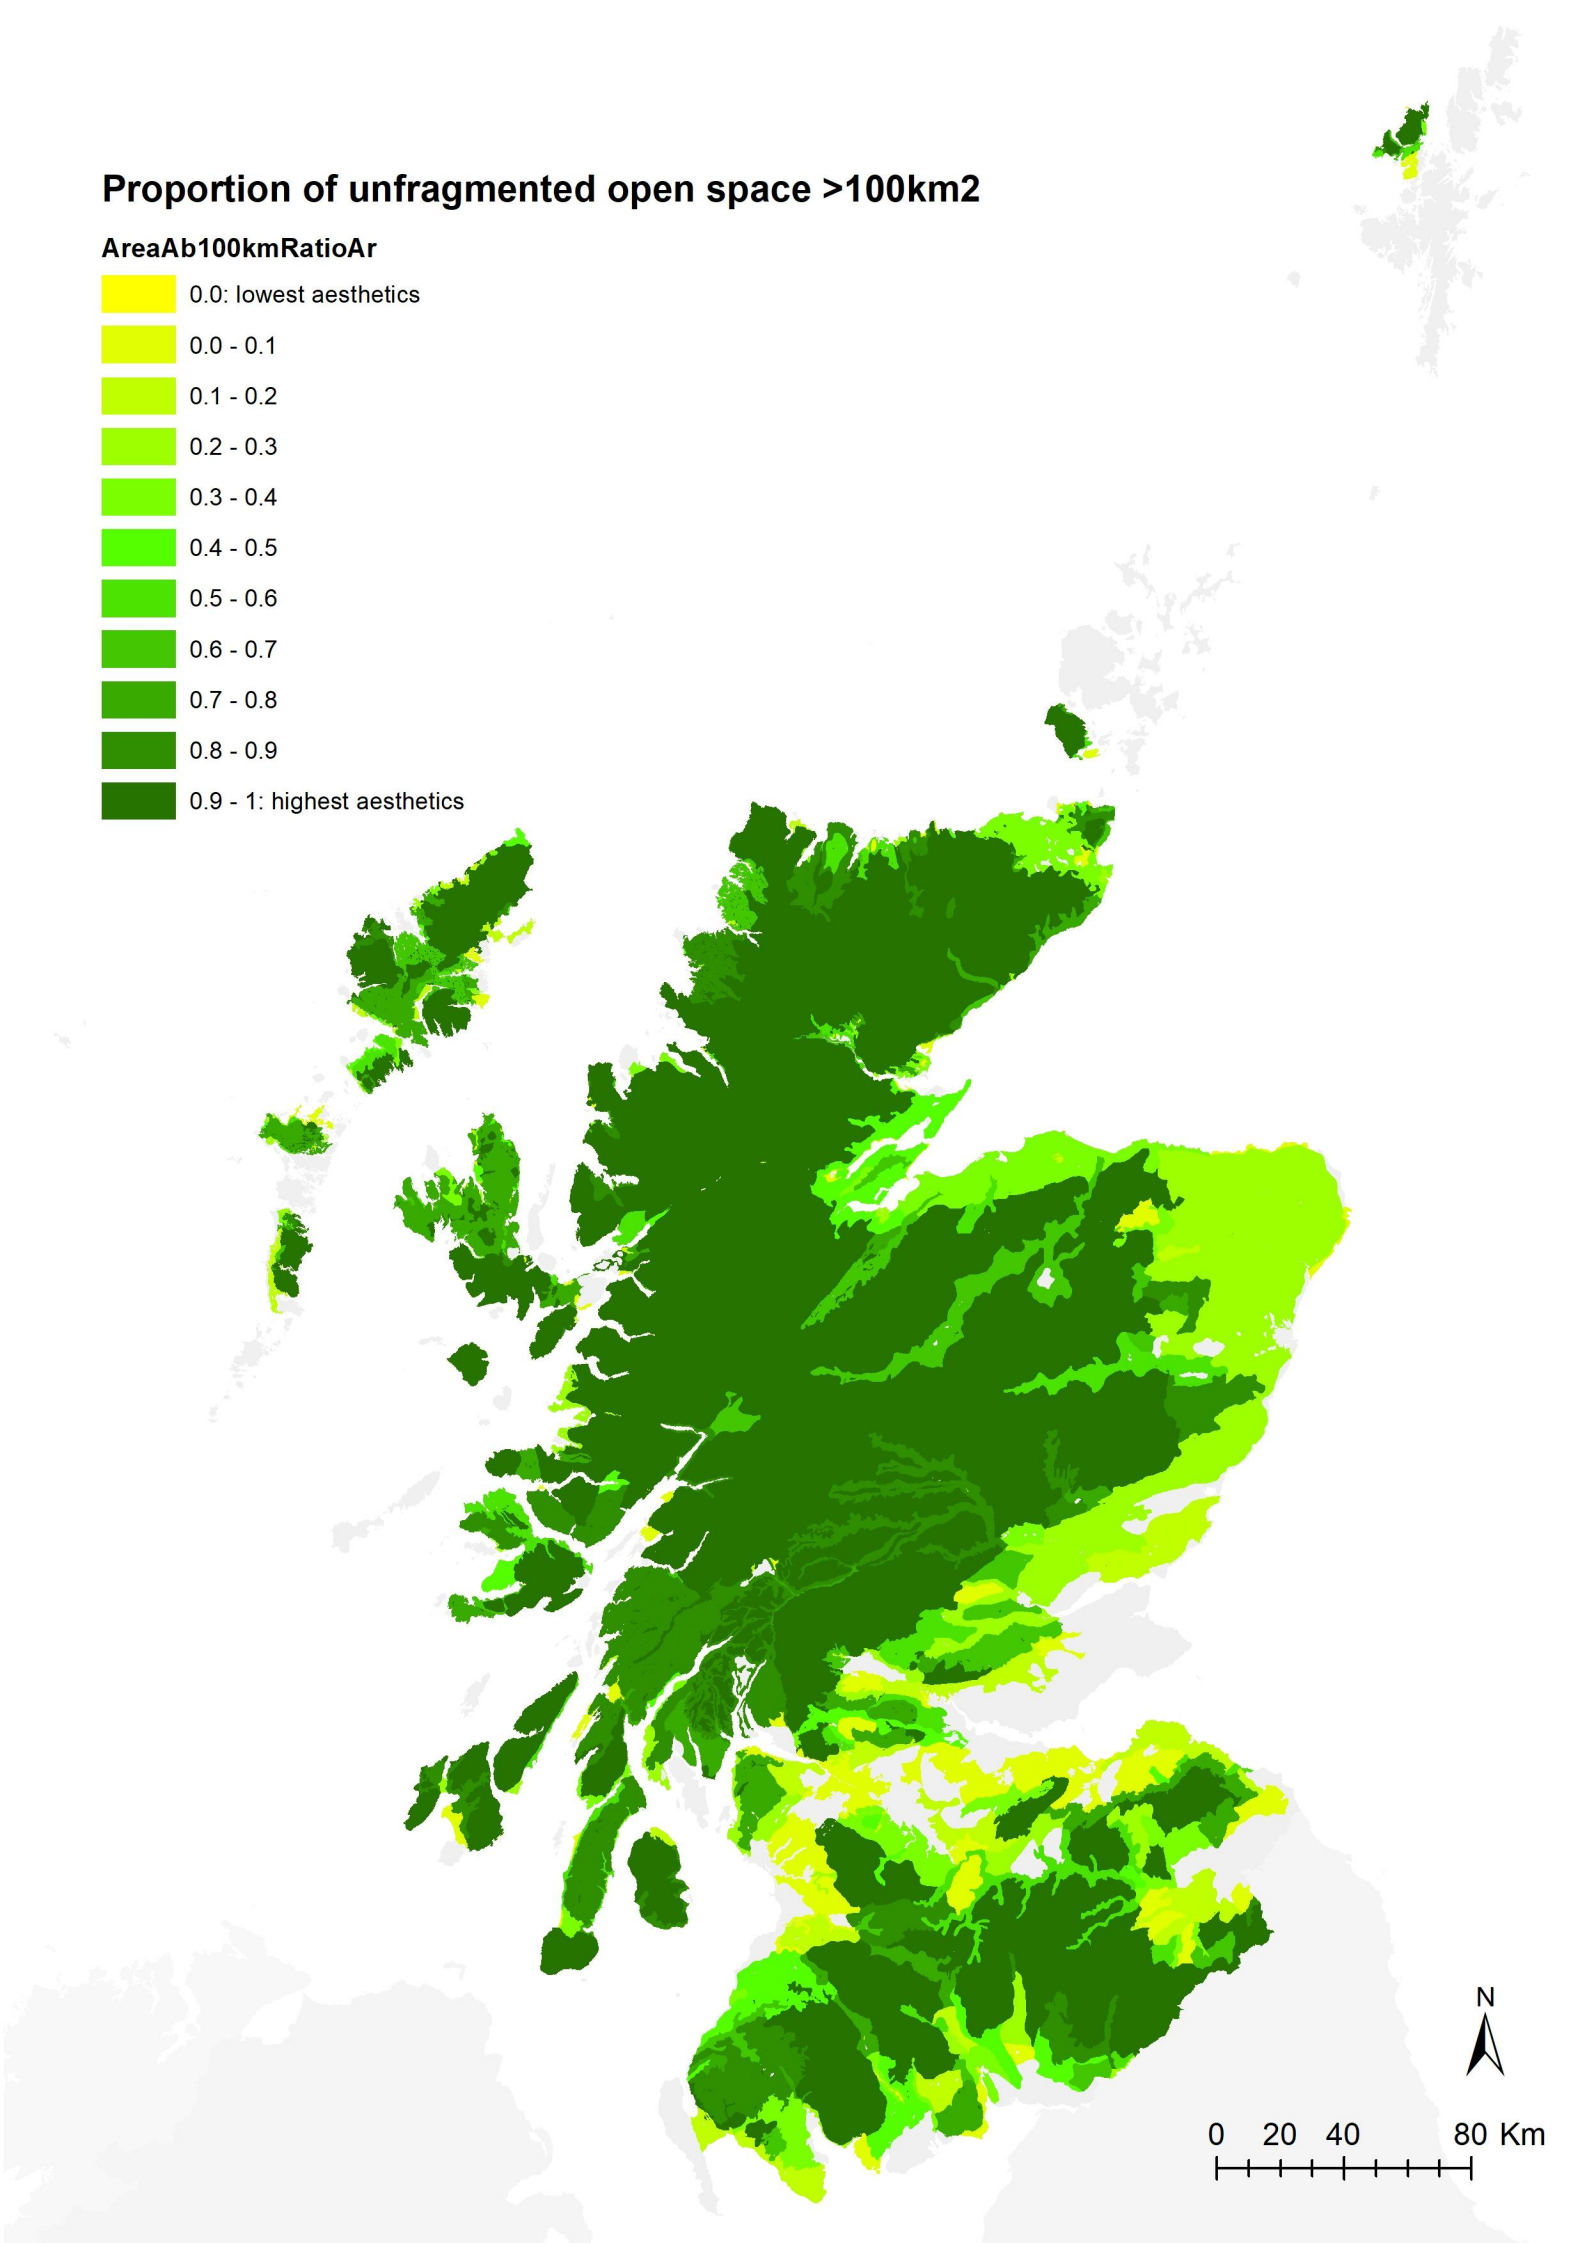 Proportion of unfragmented open space >100km2
AreaAb100kmRatioAr
0.0: lowest aesthetics
0.0 - 0.1
0.1 - 0.2
0.2 - 0.3
0.3 - 0.4
0.4 - 0.5
0.5 - 0.6
0.6 - 0.7
0.7 - 0.8
0.8 - 0.9
0.9 - 1: highest aesthetics
N
0 20 40 80 Km